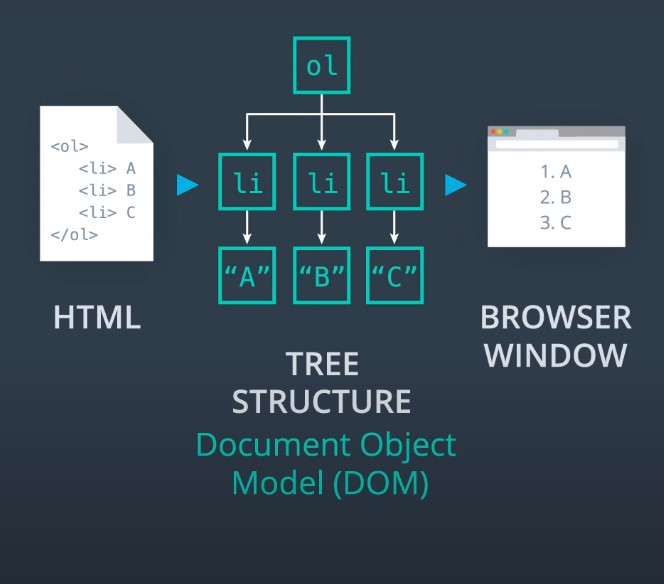 <ol>
<li> A
<li> B
<li> C
</ol>
HTML
ol
li li li
“A” “B” “C”
TREE
STRUCTURE
Document Object
Model (DOM)
1. A
2. B
3. C
BROWSER
WINDOW